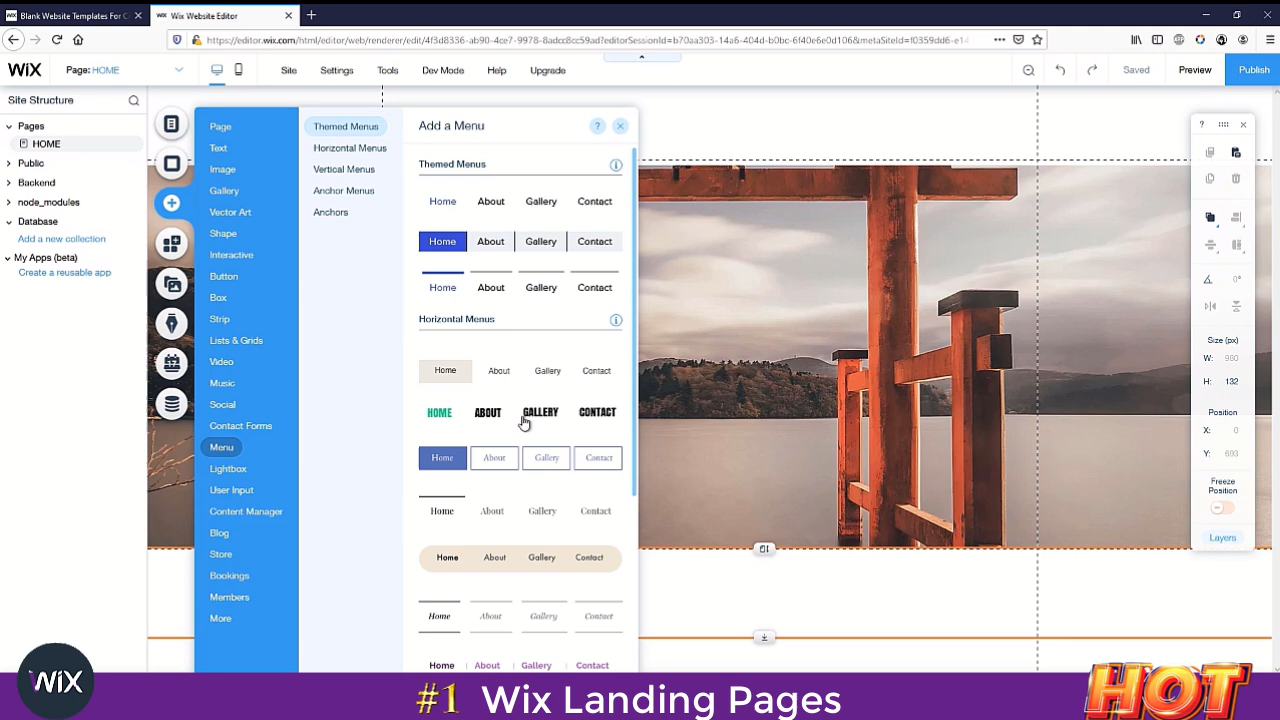 WiX Blank Website Templates For C
WiX Wix Website Editor
https://editor.wix.com/html/editor/web/renderer/edit/4f3d8336-ab90-4ce7-9978-8adcc8cc59ad?editorSessionId=b70aa303-14a6-404d-b0bc-6f40e6e0d106&metaSiteId=f0359dd6-e14
WiX Page: HOME Site Settings Tools Dev Mode Help Upgrade Saved Preview Publish
Site Structure
Pages
HOME
Public
Backend
node_modules
Database
Add a new collection
My Apps (beta)
Create a reusable app
Page
Text
Image
Gallery
Vector Art
Shape
Interactive
Button
Box
Strip
Lists & Grids
Video
Music
Social
Contact Forms
Menu
Lightbox
User Input
Content Manager
Blog
Store
Bookings
Members
More
Themed Menus
Horizontal Menus
Vertical Menus
Anchor Menus
Anchors
Add a Menu ?
Themed Menus
Home About Gallery Contact
Home About Gallery Contact
Home About Gallery Contact
Horizontal Menus
Home About Gallery Contact
HOME ABOUT GALLERY CONTACT
Home About Gallery Contact
Home About Gallery Contact
Home About Gallery Contact
Home About Gallery Contact
Home | About | Gallery | Contact
?
0°
Size (px)
W: 980
H: 132
Position
X: 0
Y: 693
Freeze
Position
Layers
WiX
#1 Wix Landing Pages
HOT